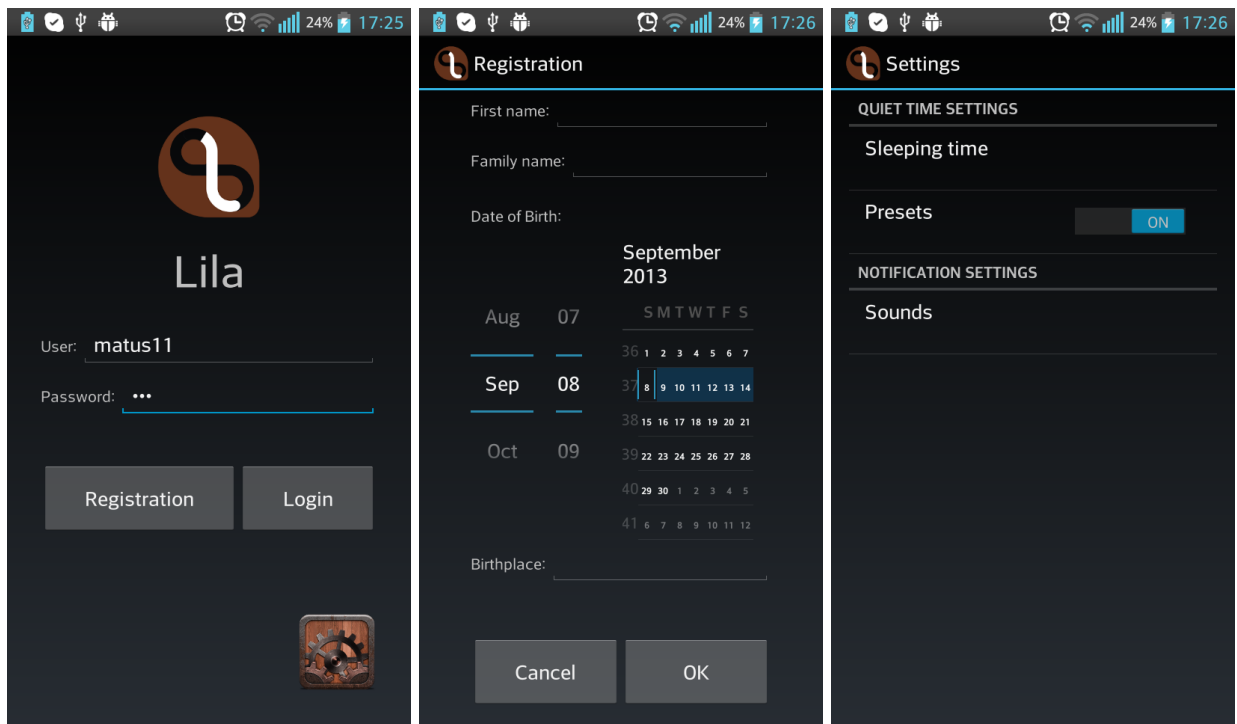 24% 17:25
Lila
User: matus11
Password: •••
Registration Login
24% 17:26
Registration
First name:
Family name:
Date of Birth:
September
2013
Aug 07
Sep 08
Oct 09
S M T W T F S
36 1 2 3 4 5 6 7
37 8 9 10 11 12 13 14
38 15 16 17 18 19 20 21
39 22 23 24 25 26 27 28
40 29 30 1 2 3 4 5
41 6 7 8 9 10 11 12
Birthplace:
Cancel OK
24% 17:26
Settings
QUIET TIME SETTINGS
Sleeping time
Presets ON
NOTIFICATION SETTINGS
Sounds